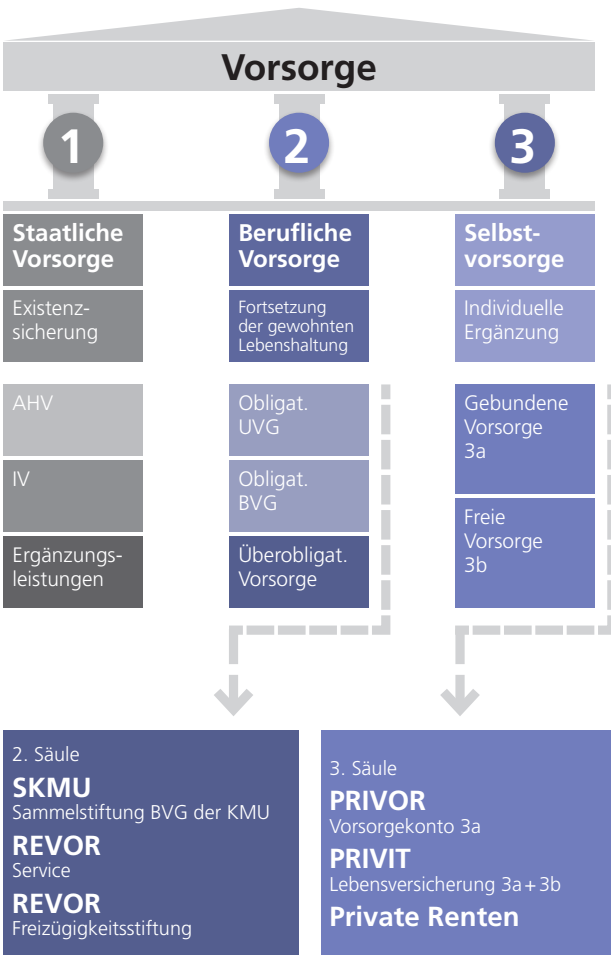 Vorsorge
1
2
3
Staatliche
Vorsorge
Existenz-
sicherung
AHV
IV
Ergänzungs-
leistungen
Berufliche
Vorsorge
Fortsetzung
der gewohnten
Lebenshaltung
Obligat.
UVG
Obligat.
BVG
Überobligat.
Vorsorge
Selbst-
vorsorge
Individuelle
Ergänzung
Gebundene
Vorsorge
3a
Freie
Vorsorge
3b
2. Säule
SKMU
Sammelstiftung BVG der KMU
REVOR
Service
REVOR
Freizügigkeitsstiftung
3. Säule
PRIVOR
Vorsorgekonto 3a
PRIVIT
Lebensversicherung 3a+3b
Private Renten